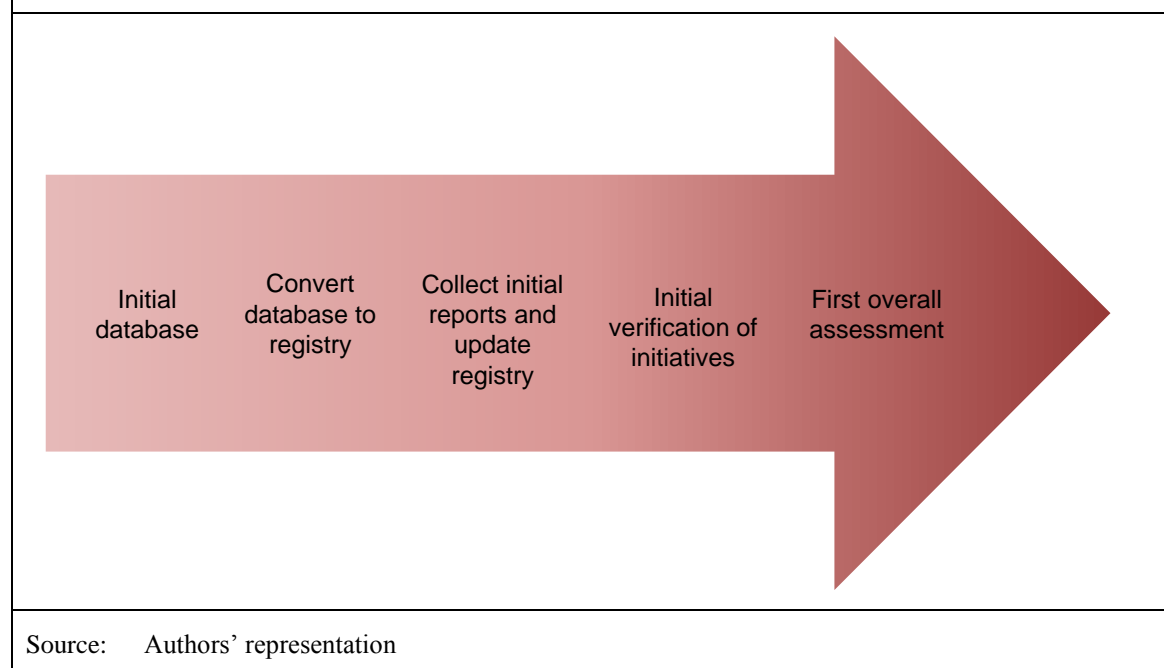 Initial
database
Convert
database to
registry
Collect initial
reports and
update
registry
Initial
verification of
initiatives
First overall
assessment
Source: Authors’ representation